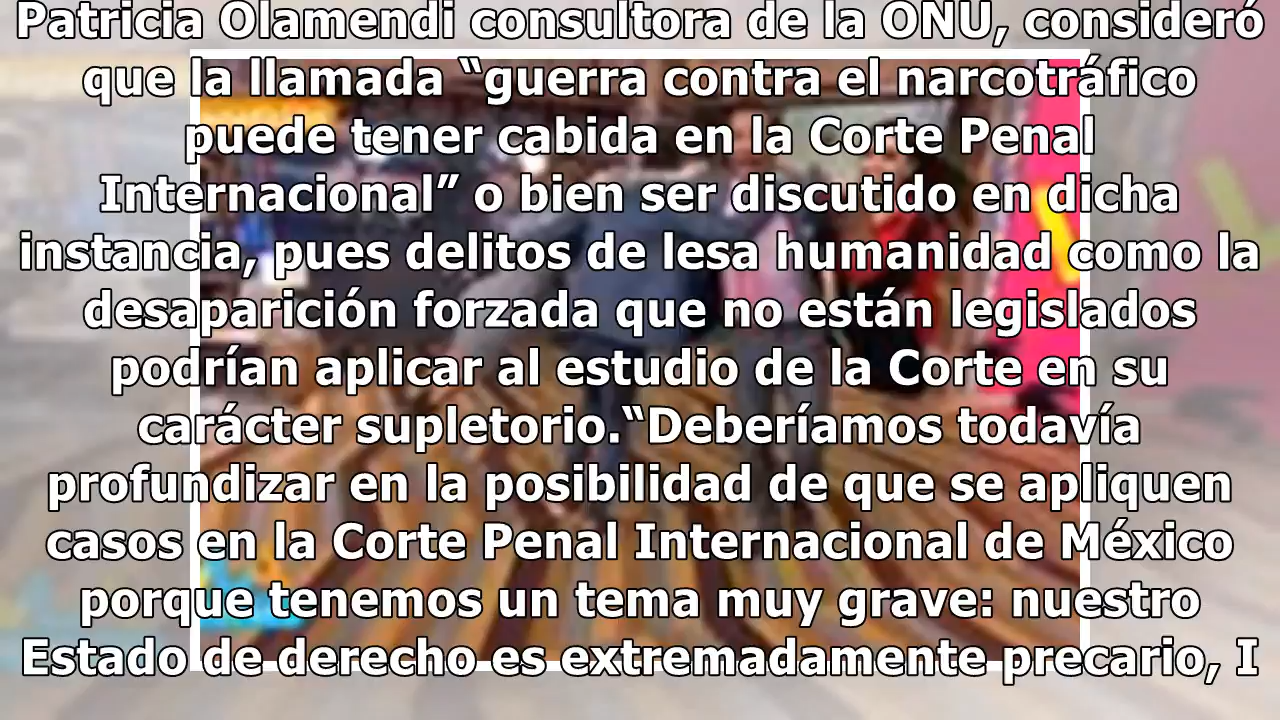 Patricia Olamendi consultora de la ONU, consideró
que la llamada “guerra contra el narcotráfico
puede tener cabida en la Corte Penal
Internacional” o bien ser discutido en dicha
instancia, pues delitos de lesa humanidad como la
desaparición forzada que no están legislados
podrían aplicar al estudio de la Corte en su
carácter supletorio.“Deberíamos todavía
profundizar en la posibilidad de que se apliquen
casos en la Corte Penal Internacional de México
porque tenemos un tema muy grave: nuestro
Estado de derecho es extremadamente precario, I